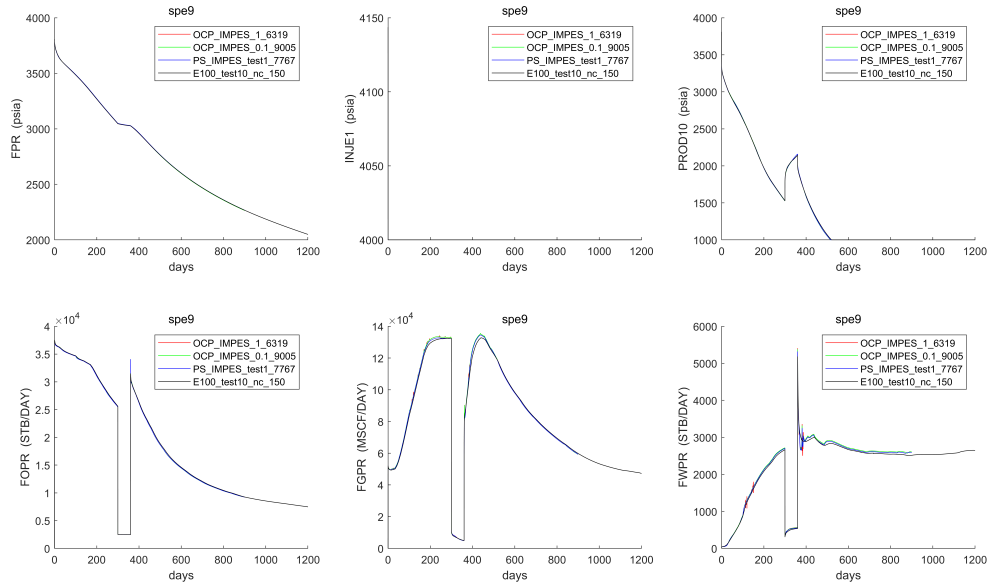 spe9
4000
3500
3000
2500
2000
FPR (psia)
0 200 400 600 800 1000 1200
days
OCP_IMPES_1_6319
OCP_IMPES_0.1_9005
PS_IMPES_test1_7767
E100_test10_nc_150
spe9
4150
4100
4050
4000
INJE1 (psia)
0 200 400 600 800 1000 1200
days
OCP_IMPES_1_6319
OCP_IMPES_0.1_9005
PS_IMPES_test1_7767
E100_test10_nc_150
spe9
4000
3500
3000
2500
2000
1500
1000
PROD10 (psia)
0 200 400 600 800 1000 1200
days
OCP_IMPES_1_6319
OCP_IMPES_0.1_9005
PS_IMPES_test1_7767
E100_test10_nc_150
spe9
× 10⁴
4
3.5
3
2.5
2
1.5
1
0.5
0
FOPR (STB/DAY)
0 200 400 600 800 1000 1200
days
OCP_IMPES_1_6319
OCP_IMPES_0.1_9005
PS_IMPES_test1_7767
E100_test10_nc_150
spe9
× 10⁴
14
12
10
8
6
4
2
0
FGPR (MSCF/DAY)
0 200 400 600 800 1000 1200
days
OCP_IMPES_1_6319
OCP_IMPES_0.1_9005
PS_IMPES_test1_7767
E100_test10_nc_150
spe9
6000
5000
4000
3000
2000
1000
0
FWPR (STB/DAY)
0 200 400 600 800 1000 1200
days
OCP_IMPES_1_6319
OCP_IMPES_0.1_9005
PS_IMPES_test1_7767
E100_test10_nc_150